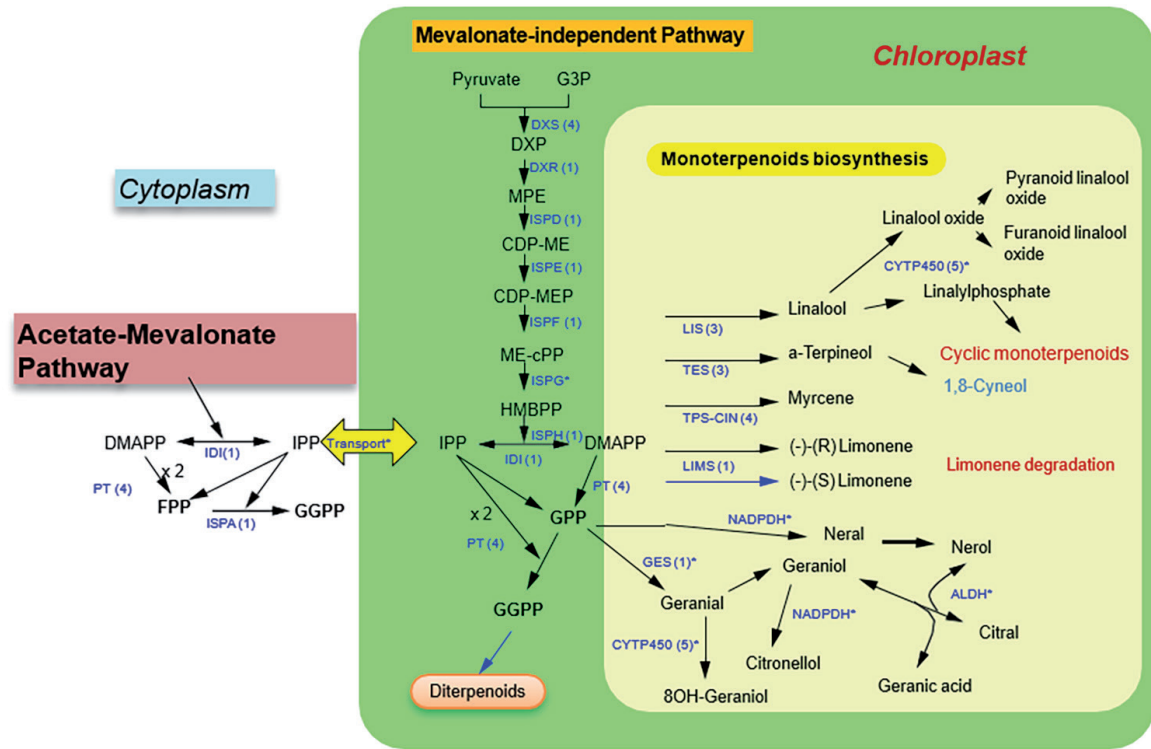 Mevalonate-independent Pathway
Chloroplast
Pyruvate
G3P
DXS (4)
DXP
DXR (1)
MPE
ISPD (1)
CDP-ME
ISPE (1)
CDP-MEP
ISPF (1)
ME-cPP
ISPG*
HMBPP
ISPH (1)
IPP
IDI (1)
DMAPP
PT (4)
GPP
x 2
PT (4)
GGPP
Diterpenoids
Cytoplasm
Acetate-Mevalonate
Pathway
DMAPP
IDI(1)
IPP
Transport*
x 2
PT (4)
FPP
ISPA (1)
GGPP
Monoterpenoids biosynthesis
Pyranoid linalool
oxide
Linalool oxide
Furanoid linalool
oxide
CYTP450 (5)*
Linalool
LIS (3)
Linalylphosphate
a-Terpineol
TES (3)
Cyclic monoterpenoids
1,8-Cyneol
Myrcene
TPS-CIN (4)
(-)-(R) Limonene
LIMS (1)
Limonene degradation
(-)-(S) Limonene
NADPDH*
Neral
Nerol
GES (1)*
Geraniol
Geranial
ALDH*
NADPDH*
Citral
CYTP450 (5)*
Citronellol
Geranic acid
8OH-Geraniol